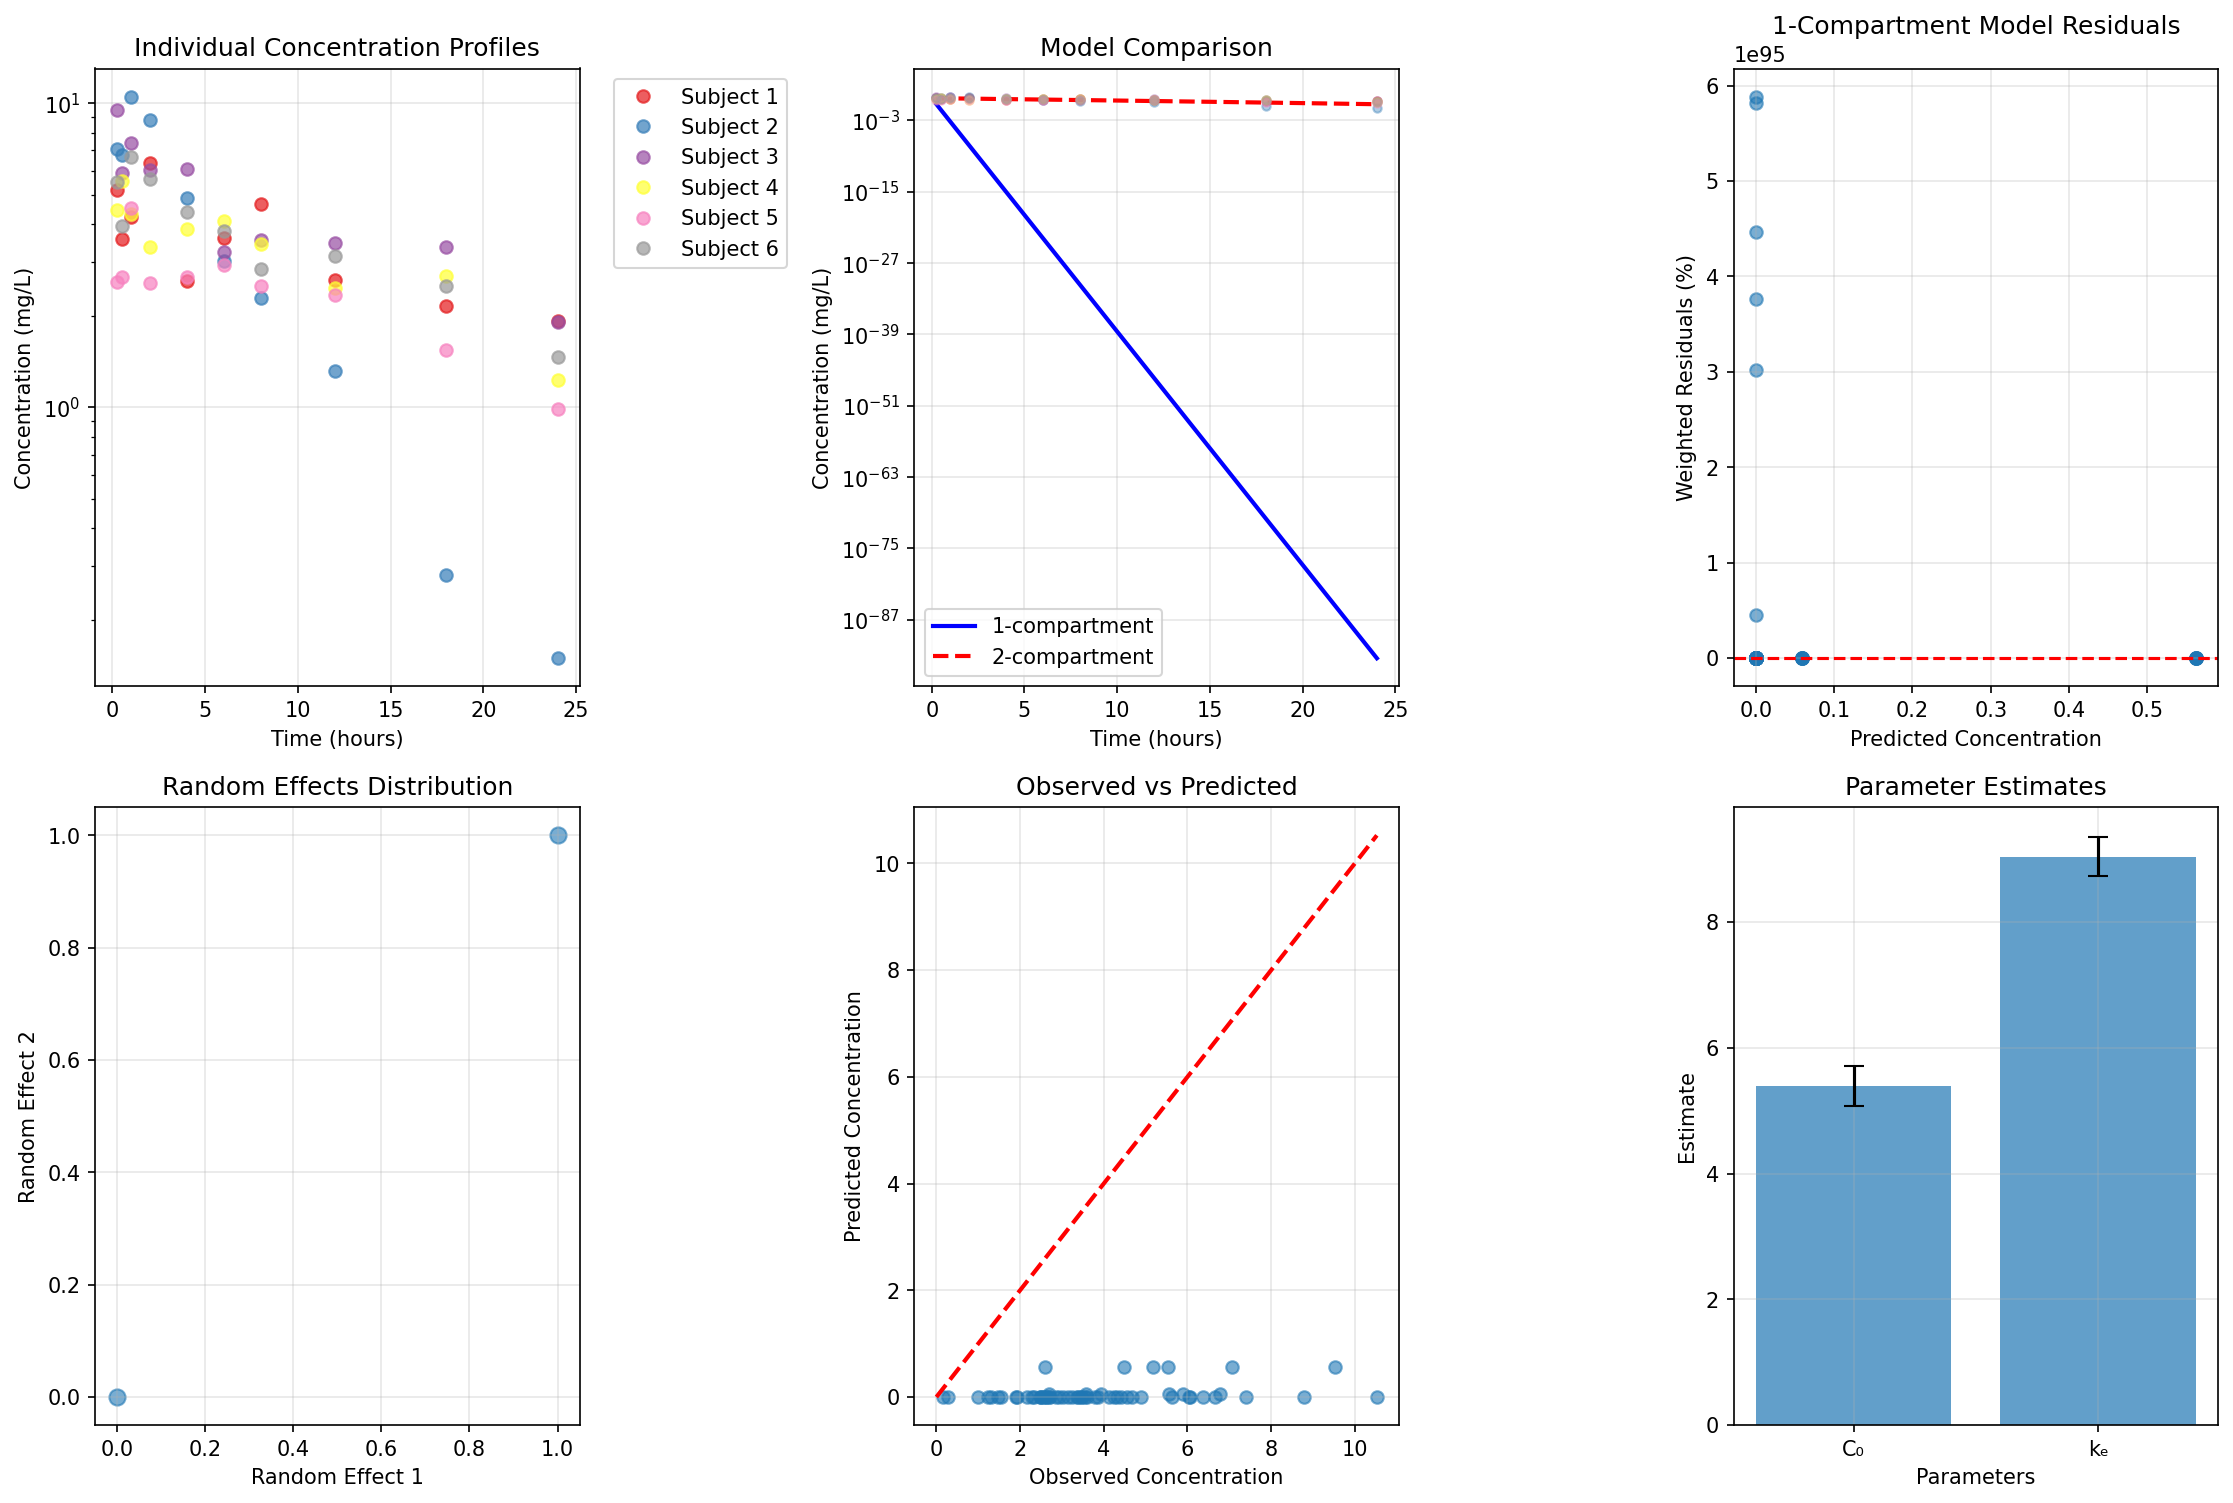 Individual Concentration Profiles
10¹
10⁰
0 5 10 15 20 25
Concentration (mg/L)
Time (hours)
Subject 1
Subject 2
Subject 3
Subject 4
Subject 5
Subject 6
Model Comparison
10⁻³
10⁻¹⁵
10⁻²⁷
10⁻³⁹
10⁻⁵¹
10⁻⁶³
10⁻⁷⁵
10⁻⁸⁷
0 5 10 15 20 25
Concentration (mg/L)
Time (hours)
1-compartment
2-compartment
1-Compartment Model Residuals
1e95
6
5
4
3
2
1
0
0.0 0.1 0.2 0.3 0.4 0.5
Weighted Residuals (%)
Predicted Concentration
Random Effects Distribution
1.0
0.8
0.6
0.4
0.2
0.0
0.0 0.2 0.4 0.6 0.8 1.0
Random Effect 2
Random Effect 1
Observed vs Predicted
10
8
6
4
2
0
0 2 4 6 8 10
Predicted Concentration
Observed Concentration
Parameter Estimates
8
6
4
2
0
C₀ kₑ
Estimate
Parameters